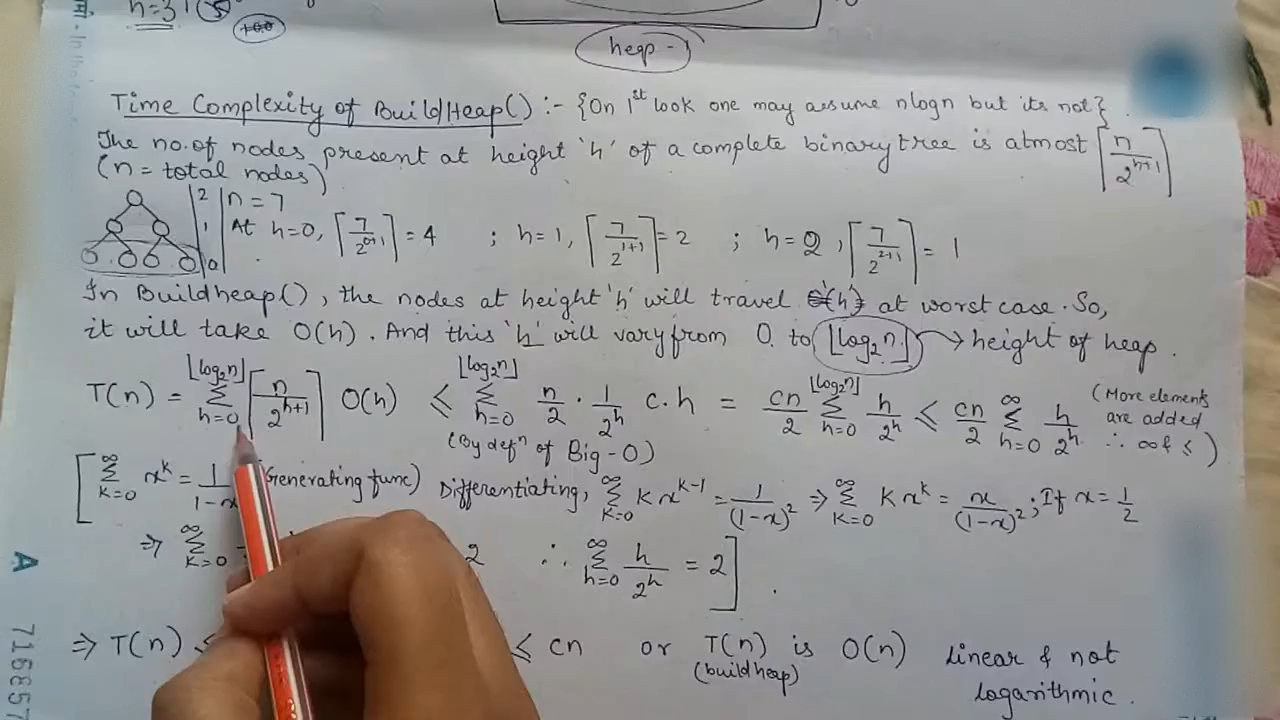 n=3
heap -
Time Complexity of BuildHeap() :- {On 1st look one may assume nlogn but its not}.
The no. of nodes present at height 'h' of a complete binary tree is atmost ⌈n/2^(h+1)⌉
(n = total nodes)
2 | n = 7
1 | At h=0, ⌈7/2^(0+1)⌉ = 4 ; h=1, ⌈7/2^(1+1)⌉ = 2 ; h=2, ⌈7/2^(2+1)⌉ = 1
0
In Buildheap(), the nodes at height 'h' will travel 'h' at worst case. So,
it will take O(h). And this 'h' will vary from 0 to ⌊log₂n⌋ → height of heap.
T(n) = Σ_{h=0}^{⌊log₂n⌋} ⌈n/2^(h+1)⌉ O(h) ≤ Σ_{h=0}^{⌊log₂n⌋} n/2 · 1/2^h c.h = cn/2 Σ_{h=0}^{⌊log₂n⌋} h/2^h ≤ cn/2 Σ_{h=0}^{∞} h/2^h (More elements are added ∴ ∞ & ≤)
(By defⁿ of Big-O)
[Σ_{k=0}^{∞} x^k = 1/(1-x) (Generating func) Differentiating, Σ_{k=0}^{∞} kx^(k-1) = 1/(1-x)² ⇒ Σ_{k=0}^{∞} kx^k = x/(1-x)² ; If x = 1/2
⇒ Σ_{k=0}^{∞} 2 ∴ Σ_{h=0}^{∞} h/2^h = 2]
⇒ T(n) ≤ ≤ cn or T(n) is O(n) linear & not
(buildheap) logarithmic.
A 716857